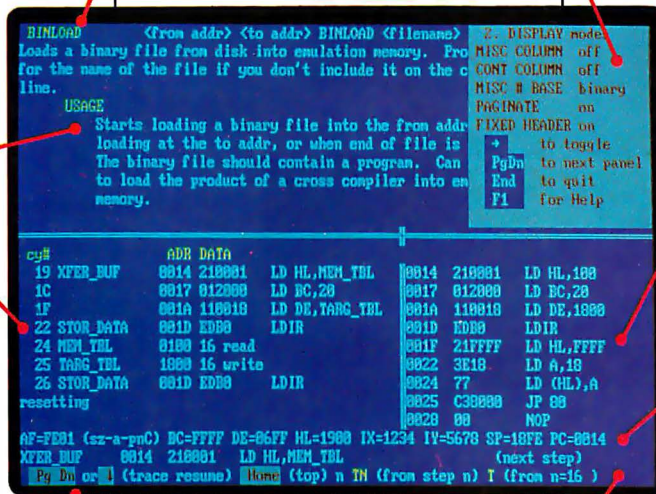 BINLOAD <from addr> <to addr> BINLOAD <filename>
Loads a binary file from disk into emulation memory. Pro
for the name of the file if you don't include it on the c
line.
USAGE
Starts loading a binary file into the from addr
loading at the to addr, or when end of file is
The binary file should contain a program. Can
to load the product of a cross compiler into em
memory.
2. DISPLAY modes
MISC COLUMN off
CONT COLUMN off
MISC # BASE binary
PAGINATE on
FIXED HEADER on
→ to toggle
PgDn to next panel
End to quit
F1 for Help
cy# ADR DATA
19 XFER_BUF 0014 210001 LD HL,MEM_TBL
1C 0017 012000 LD BC,20
1F 001A 110018 LD DE,TARG_TBL
22 STOR_DATA 001D EDB0 LDIR
24 MEM_TBL 0100 16 read
25 TARG_TBL 1800 16 write
26 STOR_DATA 001D EDB0 LDIR
resetting
0014 210001 LD HL,100
0017 012000 LD BC,20
001A 110018 LD DE,1800
001D EDB0 LDIR
001F 21FFFF LD HL,FFFF
0022 3E18 LD A,18
0024 77 LD (HL),A
0025 C38000 JP 80
0028 00 NOP
AF=FE01 (sz-a-pnC) BC=FFFF DE=06FF HL=1900 IX=1234 IY=5678 SP=18FE PC=0014
XFER_BUF 0014 210001 LD HL,MEM_TBL (next step)
Pg Dn or ↓ (trace resume) Home (top) n TN (from step n) T (from n=16 )